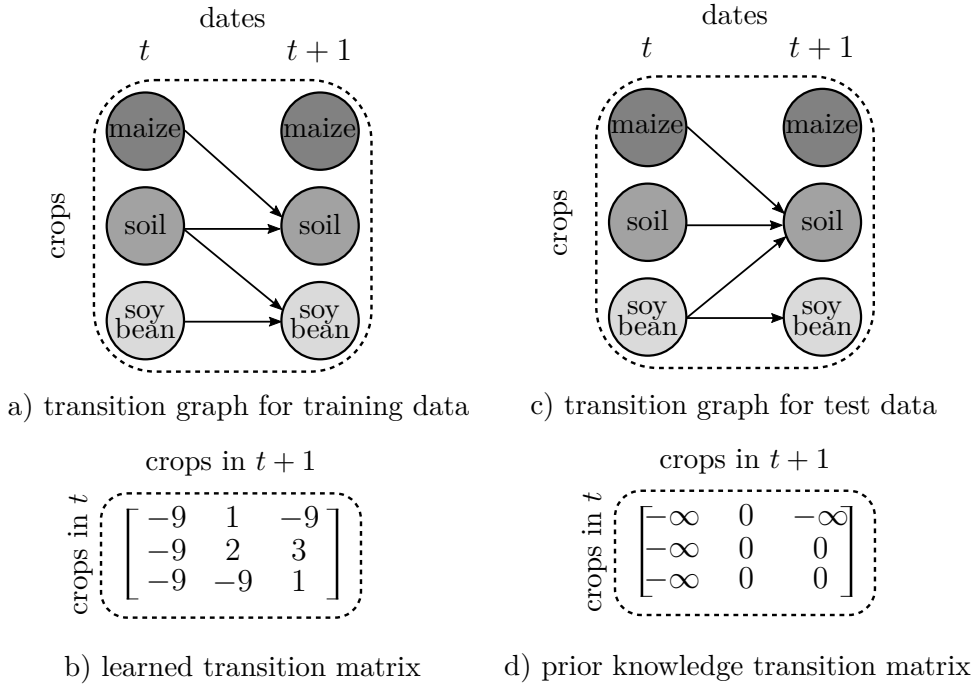 dates
t t + 1
crops
maize maize
soil soil
soy bean soy bean
a) transition graph for training data
dates
t t + 1
crops
maize maize
soil soil
soy bean soy bean
c) transition graph for test data
crops in t + 1
crops in t
−9 1 −9
−9 2 3
−9 −9 1
b) learned transition matrix
crops in t + 1
crops in t
−∞ 0 −∞
−∞ 0 0
−∞ 0 0
d) prior knowledge transition matrix